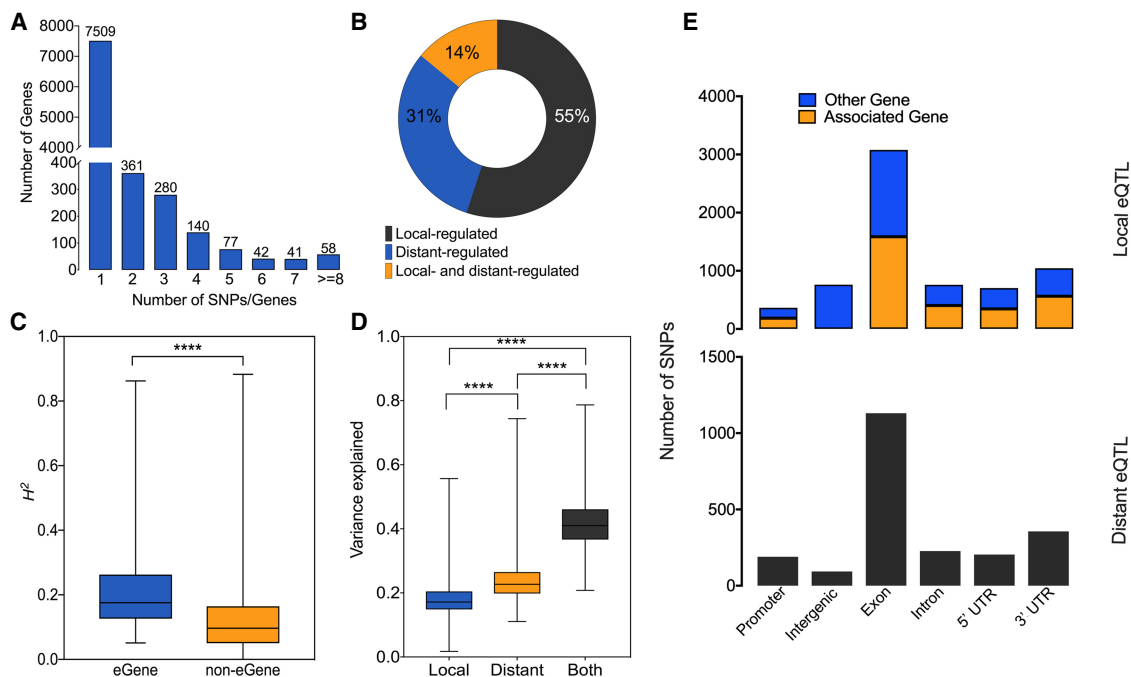 A
8000
7000
6000
5000
4000
400
300
200
100
0
Number of Genes
7509
361
280
140
77
42
41
58
1
2
3
4
5
6
7
>=8
Number of SNPs/Genes
B
14%
31%
55%
Local-regulated
Distant-regulated
Local- and distant-regulated
C
1.0
0.8
0.6
0.4
0.2
0.0
H²
****
eGene
non-eGene
D
1.0
0.8
0.6
0.4
0.2
0.0
Variance explained
****
****
****
Local
Distant
Both
E
Other Gene
Associated Gene
4000
3000
2000
1000
0
Local eQTL
Number of SNPs
1500
1000
500
0
Distant eQTL
Promoter
Intergenic
Exon
Intron
5' UTR
3' UTR